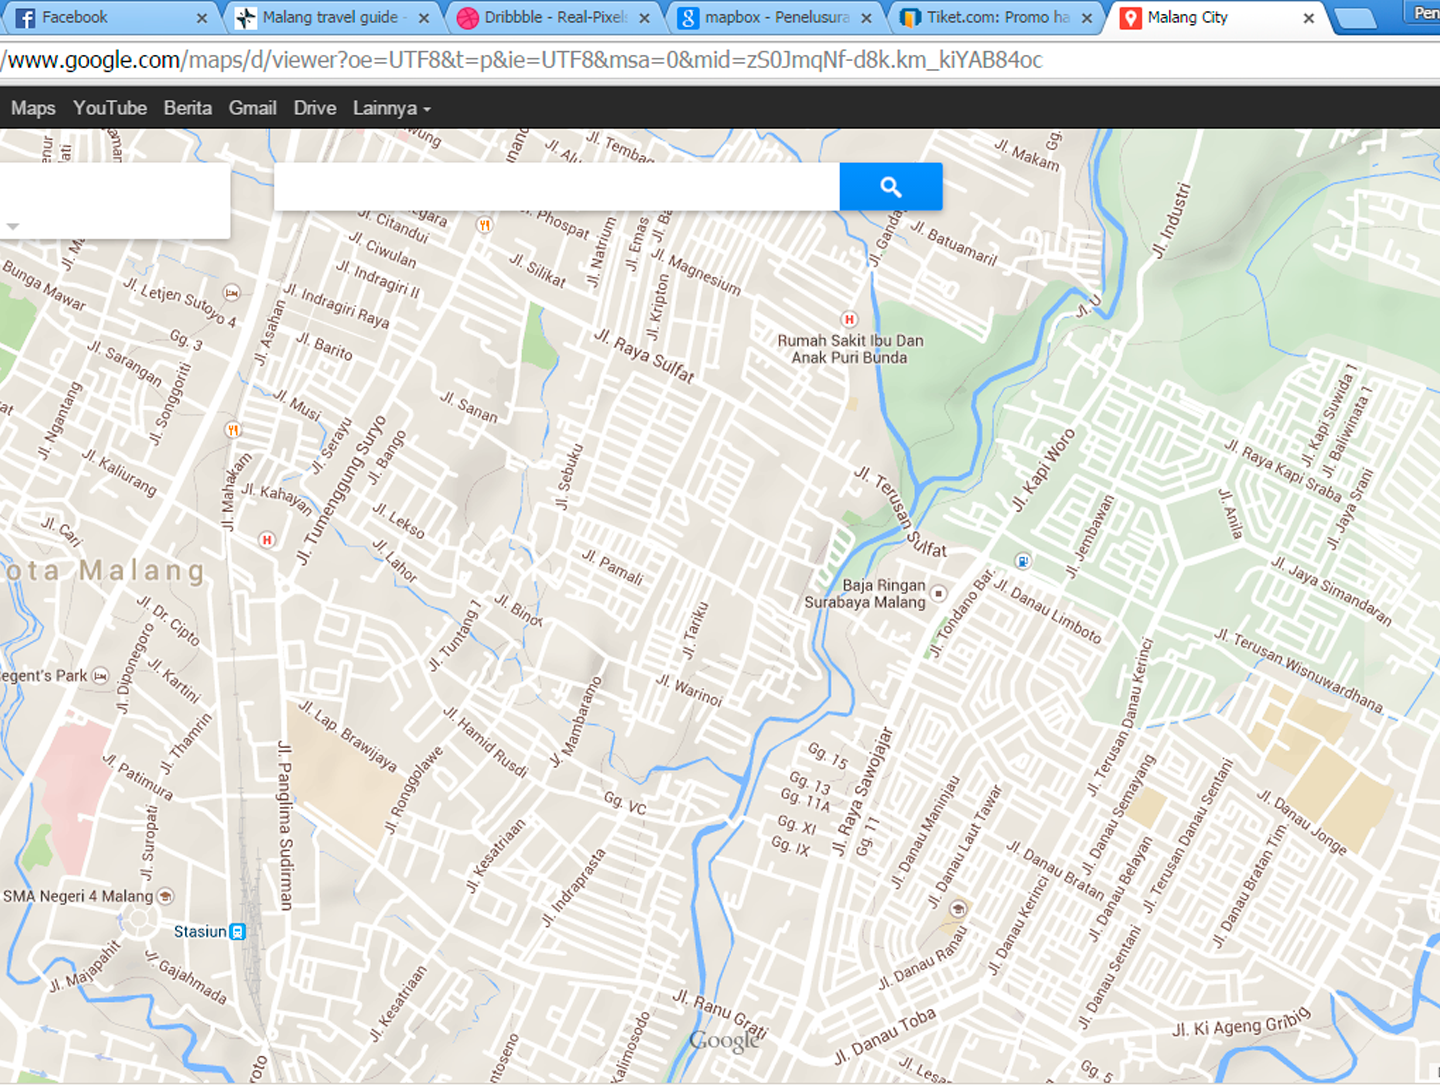 Facebook
Malang travel guide -
Dribbble - Real-Pixels
mapbox - Penelusura
Tiket.com: Promo ha
Malang City
Pen
/www.google.com/maps/d/viewer?oe=UTF8&t=p&ie=UTF8&msa=0&mid=zS0JmqNf-d8k.km_kiYAB84oc
Maps YouTube Berita Gmail Drive Lainnya
Jl. Tembag
Gg.
Jl. Makam
Jl. Industri
egara
Jl. Citandui
Phospat
Jl. Natrium
Jl. Emas
Jl. Ba
Jl. Ganda
Jl. Batuamaril
Jl. Ciwulan
Jl. Silikat
Jl. Magnesium
Bunga Mawar
Jl. Letjen Sutoyo 4
Jl. Indragiri II
Jl. Indragiri Raya
Jl. Kripton
Jl. U
Gg. 3
Jl. Asahan
Jl. Barito
Jl. Raya Sulfat
Rumah Sakit Ibu Dan
Anak Puri Bunda
Jl. Sarangan
Jl. Songgoriti
Jl. Ngantang
Jl. Musi
Jl. Serayu
Jl. Sanan
Jl. Kapi Suwida 1
Jl. Baliwinata 1
Jl. Kaliurang
Jl. Mahakam
Jl. Kahayan
Jl. Tumenggung Suryo
Jl. Bango
Jl. Sebuku
Jl. Terusan Sulfat
Jl. Kapi Woro
Jl. Raya Kapi Sraba
Jl. Jaya Srani
Jl. Anila
Jl. Cari
Jl. Lekso
Jl. Lahor
Jl. Jembawan
ota Malang
Jl. Pamali
Baja Ringan
Surabaya Malang
Jl. Tondano Bar.
Jl. Danau Limboto
Jl. Jaya Simandaran
Jl. Dr. Cipto
Jl. Binor
Jl. Tuntang 1
Jl. Tariku
Jl. Terusan Wisnuwardhana
egent's Park
Jl. Diponegoro
Jl. Kartini
Jl. Warinoi
Jl. Terusan Danau Kerinci
Jl. Thamrin
Jl. Lap. Brawijaya
Jl. Hamid Rusdi
Jl. Mambaramo
Jl. Patimura
Jl. Panglima Sudirman
Jl. Ronggolawe
Gg. VC
Gg. 15
Gg. 13
Gg. 11A
Gg. XI
Gg. IX
Jl. Raya Sawojajar
Gg. 11
Jl. Danau Maninjau
Jl. Danau Laut Tawar
Jl. Danau Semayang
Jl. Terusan Danau Sentani
Jl. Danau Jonge
Jl. Suropati
Jl. Kesatriaan
Jl. Indraprasta
Jl. Danau Bratan
Jl. Danau Belayan
Jl. Danau Bratan Tim.
SMA Negeri 4 Malang
Stasiun
Jl. Danau Kerinci
Jl. Danau Ranau
Jl. Danau Sentani
Jl. Majapahit
Jl. Gajahmada
Jl. Kesatriaan
Jl. Ranu Grati
Jl. Danau Toba
Jl. Ki Ageng Gribig
Google
Kalimosodo
toseno
roto
Jl. Lesa
Gg. 5